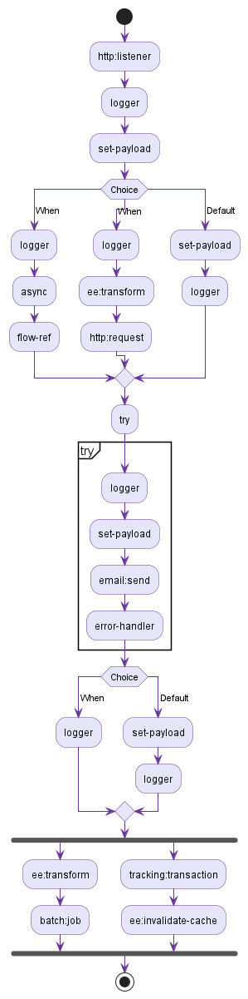 http:listener
logger
set-payload
Choice
When
When
Default
logger
logger
set-payload
async
ee:transform
logger
flow-ref
http:request
try
try
logger
set-payload
email:send
error-handler
Choice
When
Default
logger
set-payload
logger
ee:transform
tracking:transaction
batch:job
ee:invalidate-cache